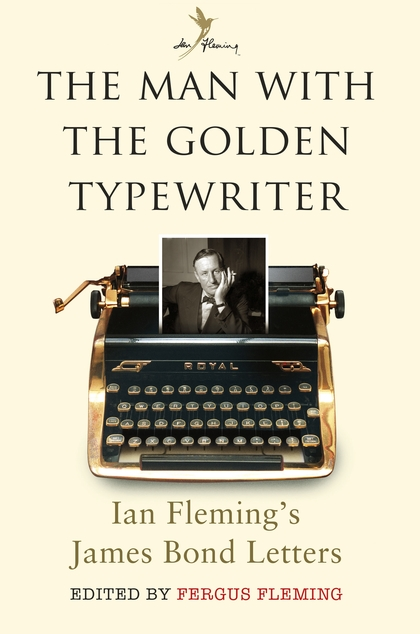 Ian Fleming
THE MAN WITH
THE GOLDEN
TYPEWRITER
ROYAL
Ian Fleming's
James Bond Letters
EDITED BY FERGUS FLEMING